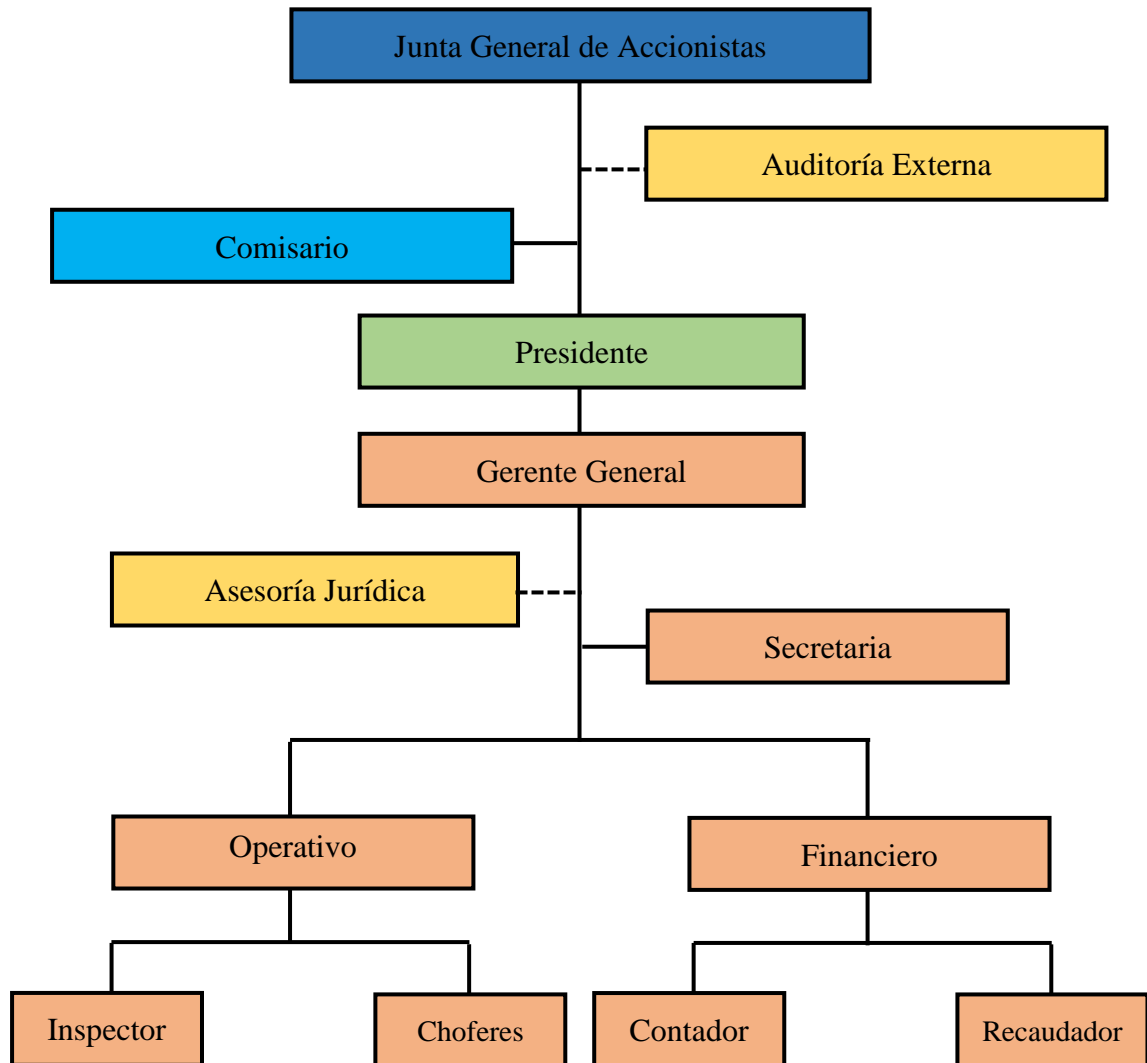 Junta General de Accionistas
Auditoría Externa
Comisario
Presidente
Gerente General
Asesoría Jurídica
Secretaria
Operativo
Financiero
Inspector
Choferes
Contador
Recaudador